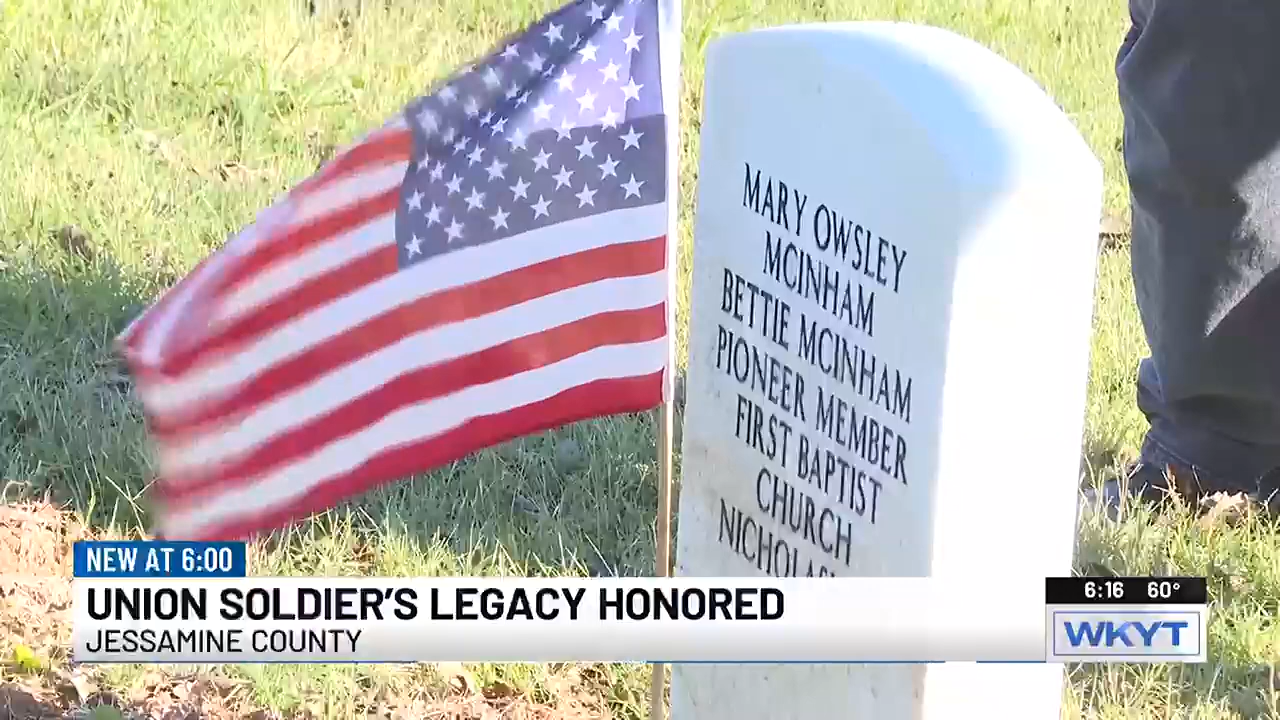 MARY OWSLEY
MCINHAM
BETTIE MCINHAM
PIONEER MEMBER
FIRST BAPTIST
CHURCH
NEW AT 6:00
UNION SOLDIER'S LEGACY HONORED
JESSAMINE COUNTY
6:16 60°
WKYT